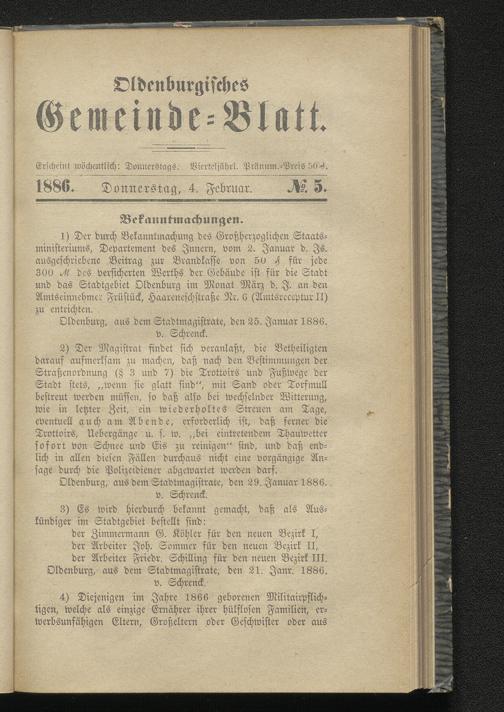 Oldenburgisches
Gemeinde-Blatt.
Erscheint wöchentlich: Donnerstags. Vierteljährl. Pränum.-Preis 50 ₰.
1886. Donnerstag, 4. Februar. № 5.
Bekanntmachungen.
1) Der durch Bekanntmachung des Großherzoglichen Staats-
ministeriums, Departement des Innern, vom 2. Januar d. Js.
ausgeschriebene Beitrag zur Brandkasse von 50 ₰ für jede
300 ℳ des versicherten Werths der Gebäude ist für die Stadt
und das Stadtgebiet Oldenburg im Monat März d. J. an den
Amtseinnehmer Früstück, Haareneschstraße Nr. 6 (Amtsreceptur II)
zu entrichten.
Oldenburg, aus dem Stadtmagistrate, den 25. Januar 1886.
v. Schrenck.
2) Der Magistrat findet sich veranlaßt, die Betheiligten
darauf aufmerksam zu machen, daß nach den Bestimmungen der
Straßenordnung (§ 3 und 7) die Trottoirs und Fußwege der
Stadt stets, „wenn sie glatt sind“, mit Sand oder Torfmull
bestreut werden müssen, so daß also bei wechselnder Witterung,
wie in letzter Zeit, ein wiederholtes Streuen am Tage,
eventuell auch am Abende, erforderlich ist, daß ferner die
Trottoirs, Uebergänge u. s. w. „bei eintretendem Thauwetter
sofort von Schnee und Eis zu reinigen“ sind, und daß end-
lich in allen diesen Fällen durchaus nicht eine vorgängige An-
sage durch die Polizeidiener abgewartet werden darf.
Oldenburg, aus dem Stadtmagistrate, den 29. Januar 1886.
v. Schrenck.
3) Es wird hierdurch bekannt gemacht, daß als Aus-
kündiger im Stadtgebiet bestellt sind:
der Zimmermann G. Köhler für den neuen Bezirk I,
der Arbeiter Joh. Sommer für den neuen Bezirk II,
der Arbeiter Friedr. Schilling für den neuen Bezirk III.
Oldenburg, aus dem Stadtmagistrate, den 21. Janr. 1886.
v. Schrenck.
4) Diejenigen im Jahre 1866 geborenen Militairpflich-
tigen, welche als einzige Ernährer ihrer hülflosen Familien, er-
werbsunfähigen Eltern, Großeltern oder Geschwister oder aus